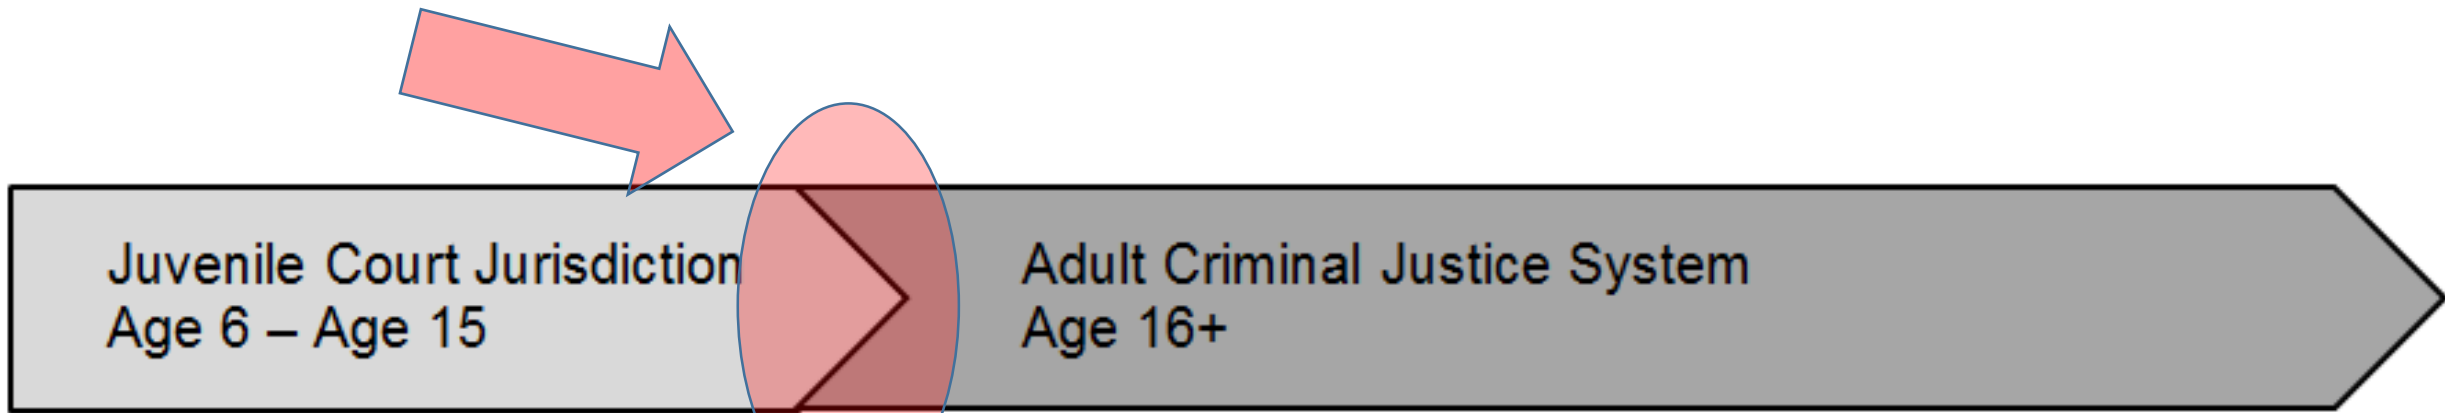 Juvenile Court Jurisdiction
Age 6 – Age 15
Adult Criminal Justice System
Age 16+